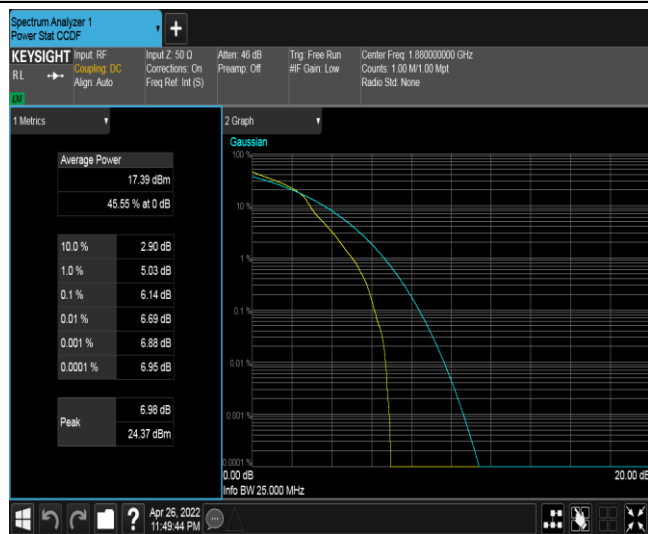 Spectrum Analyzer 1
Power Stat CCDF
+
KEYSIGHT
RL
Input: RF
Coupling: DC
Align: Auto
Input Z: 50 Ω
Corrections: On
Freq Ref: Int (S)
Atten: 46 dB
Preamp: Off
Trig: Free Run
#IF Gain: Low
Center Freq: 1.880000000 GHz
Counts: 1.00 M/1.00 Mpt
Radio Std: None
LXI
1 Metrics
Average Power
17.39 dBm
45.55 % at 0 dB
10.0 % 2.90 dB
1.0 % 5.03 dB
0.1 % 6.14 dB
0.01 % 6.69 dB
0.001 % 6.88 dB
0.0001 % 6.95 dB
Peak
6.98 dB
24.37 dBm
2 Graph
Gaussian
100 %
10 %
1 %
0.1 %
0.01 %
0.001 %
0.0001 %
0.00 dB
20.00 dB
Info BW 25.000 MHz
?
Apr 26, 2022
11:49:44 PM